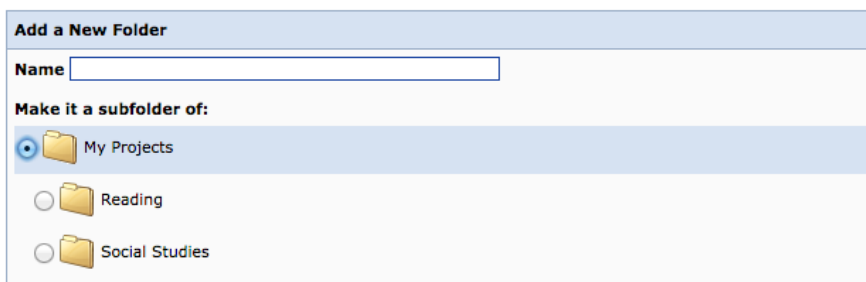 Add a New Folder
Name
Make it a subfolder of:
My Projects
Reading
Social Studies